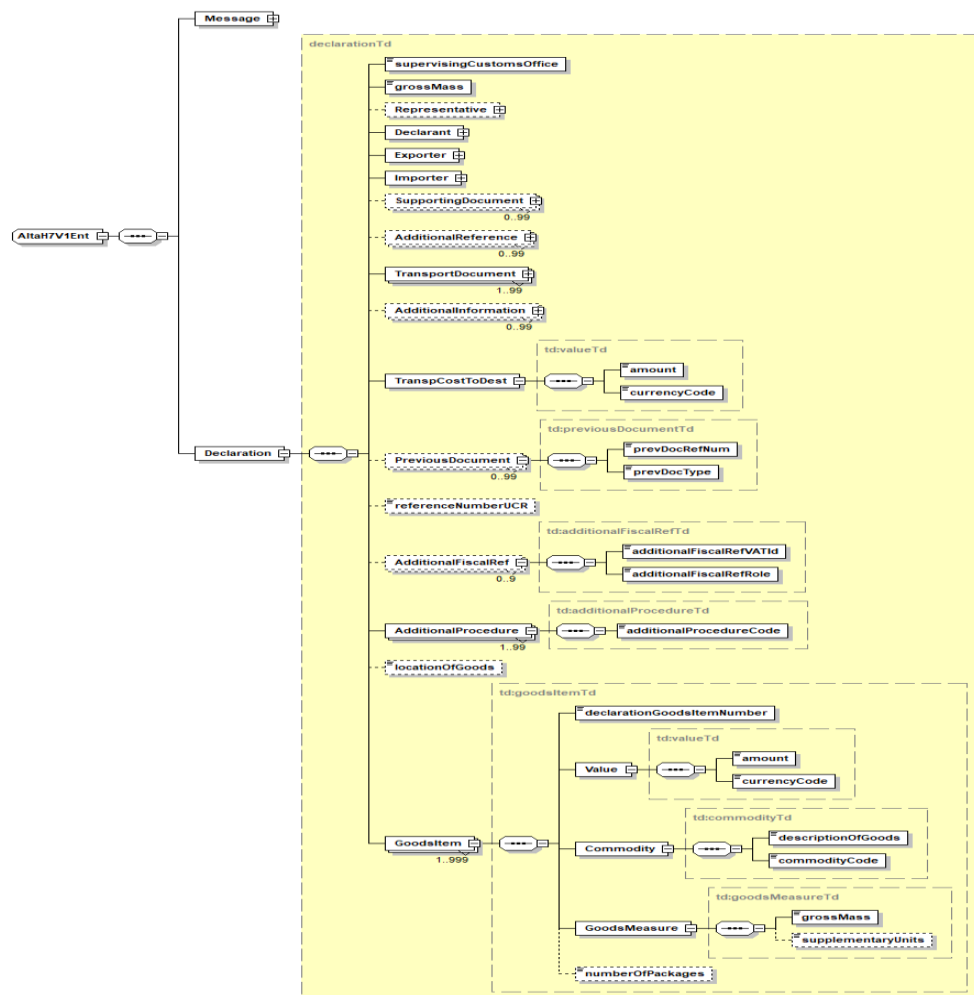 Message
declarationTd
supervisingCustomsOffice
grossMass
Representative
Declarant
Exporter
Importer
SupportingDocument
0..99
AltaH7V1Ent
AdditionalReference
0..99
TransportDocument
1..99
AdditionalInformation
0..99
td:valueTd
amount
TranspCostToDest
currencyCode
td:previousDocumentTd
prevDocRefNum
Declaration
PreviousDocument
0..99
prevDocType
referenceNumberUCR
td:additionalFiscalRefTd
additionalFiscalRefVATId
AdditionalFiscalRef
0..9
additionalFiscalRefRole
td:additionalProcedureTd
AdditionalProcedure
1..99
additionalProcedureCode
locationOfGoods
td:goodsItemTd
declarationGoodsItemNumber
td:valueTd
amount
Value
currencyCode
td:commodityTd
descriptionOfGoods
GoodsItem
1..999
Commodity
commodityCode
td:goodsMeasureTd
grossMass
GoodsMeasure
supplementaryUnits
numberOfPackages